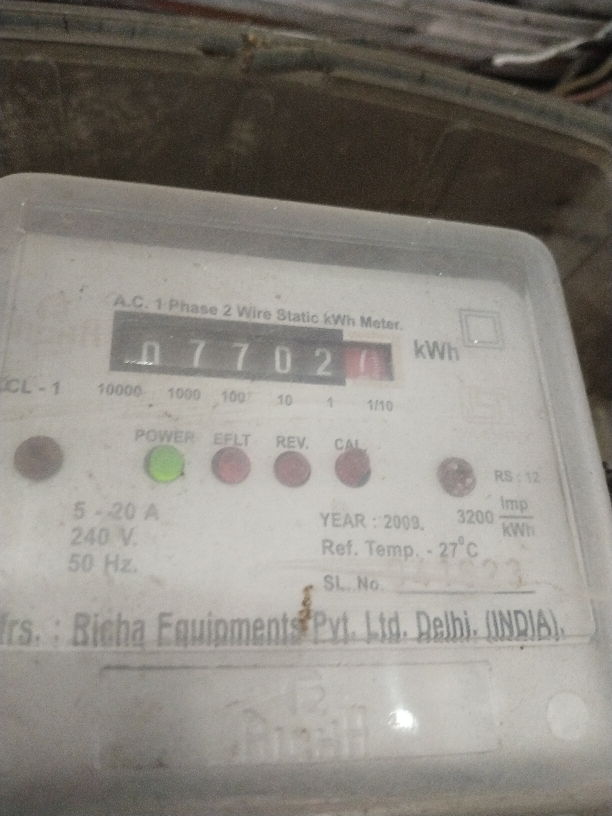 A.C. 1 Phase 2 Wire Static kWh Meter.
0 7 7 0 2 kWh
CL - 1 10000 1000 100 10 1 1/10
POWER EFLT REV. CAL.
RS : 12
5 - 20 A
240 V.
50 Hz.
YEAR : 2009. 3200 Imp/kWh
Ref. Temp. - 27°C
SL. No.
frs. : Richa Equipments Pvt. Ltd. Delhi. (INDIA).
RICHA